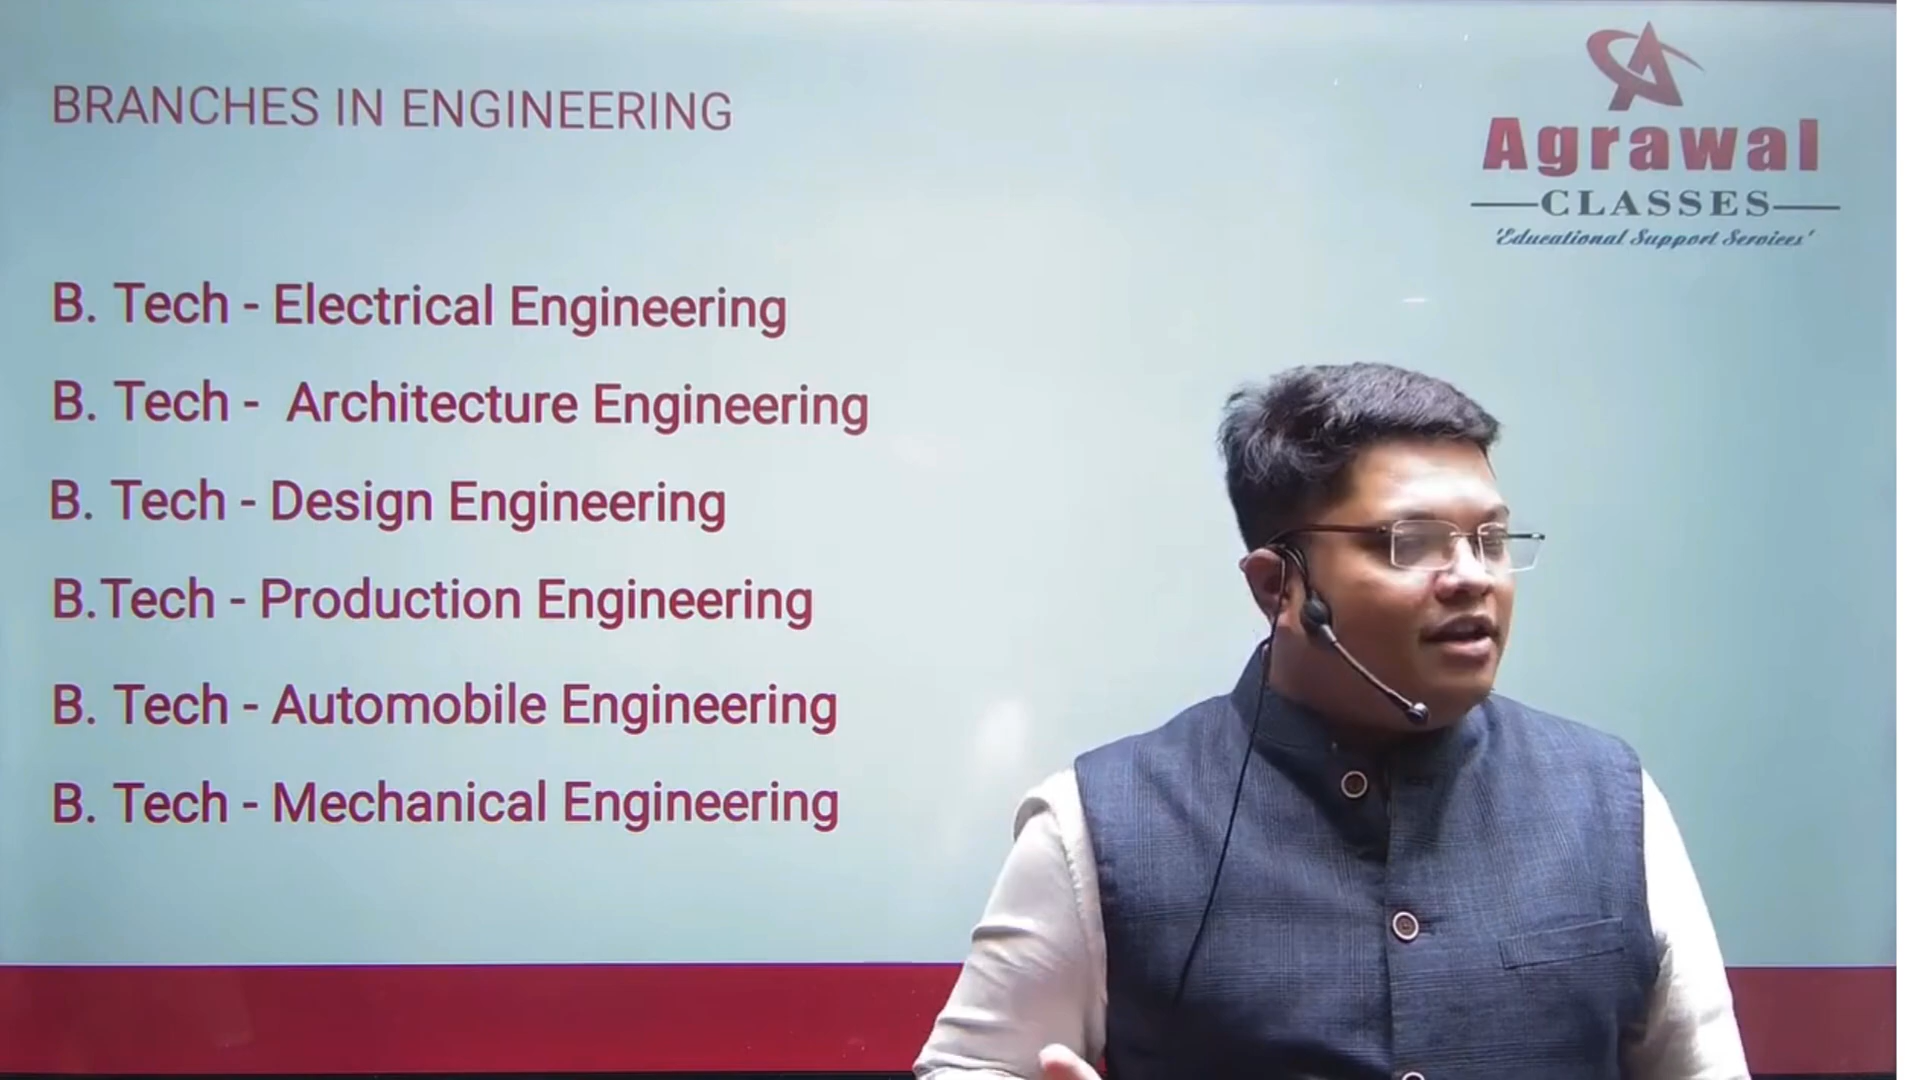 BRANCHES IN ENGINEERING
Agrawal
CLASSES
'Educational Support Services'
B. Tech - Electrical Engineering
B. Tech - Architecture Engineering
B. Tech - Design Engineering
B.Tech - Production Engineering
B. Tech - Automobile Engineering
B. Tech - Mechanical Engineering